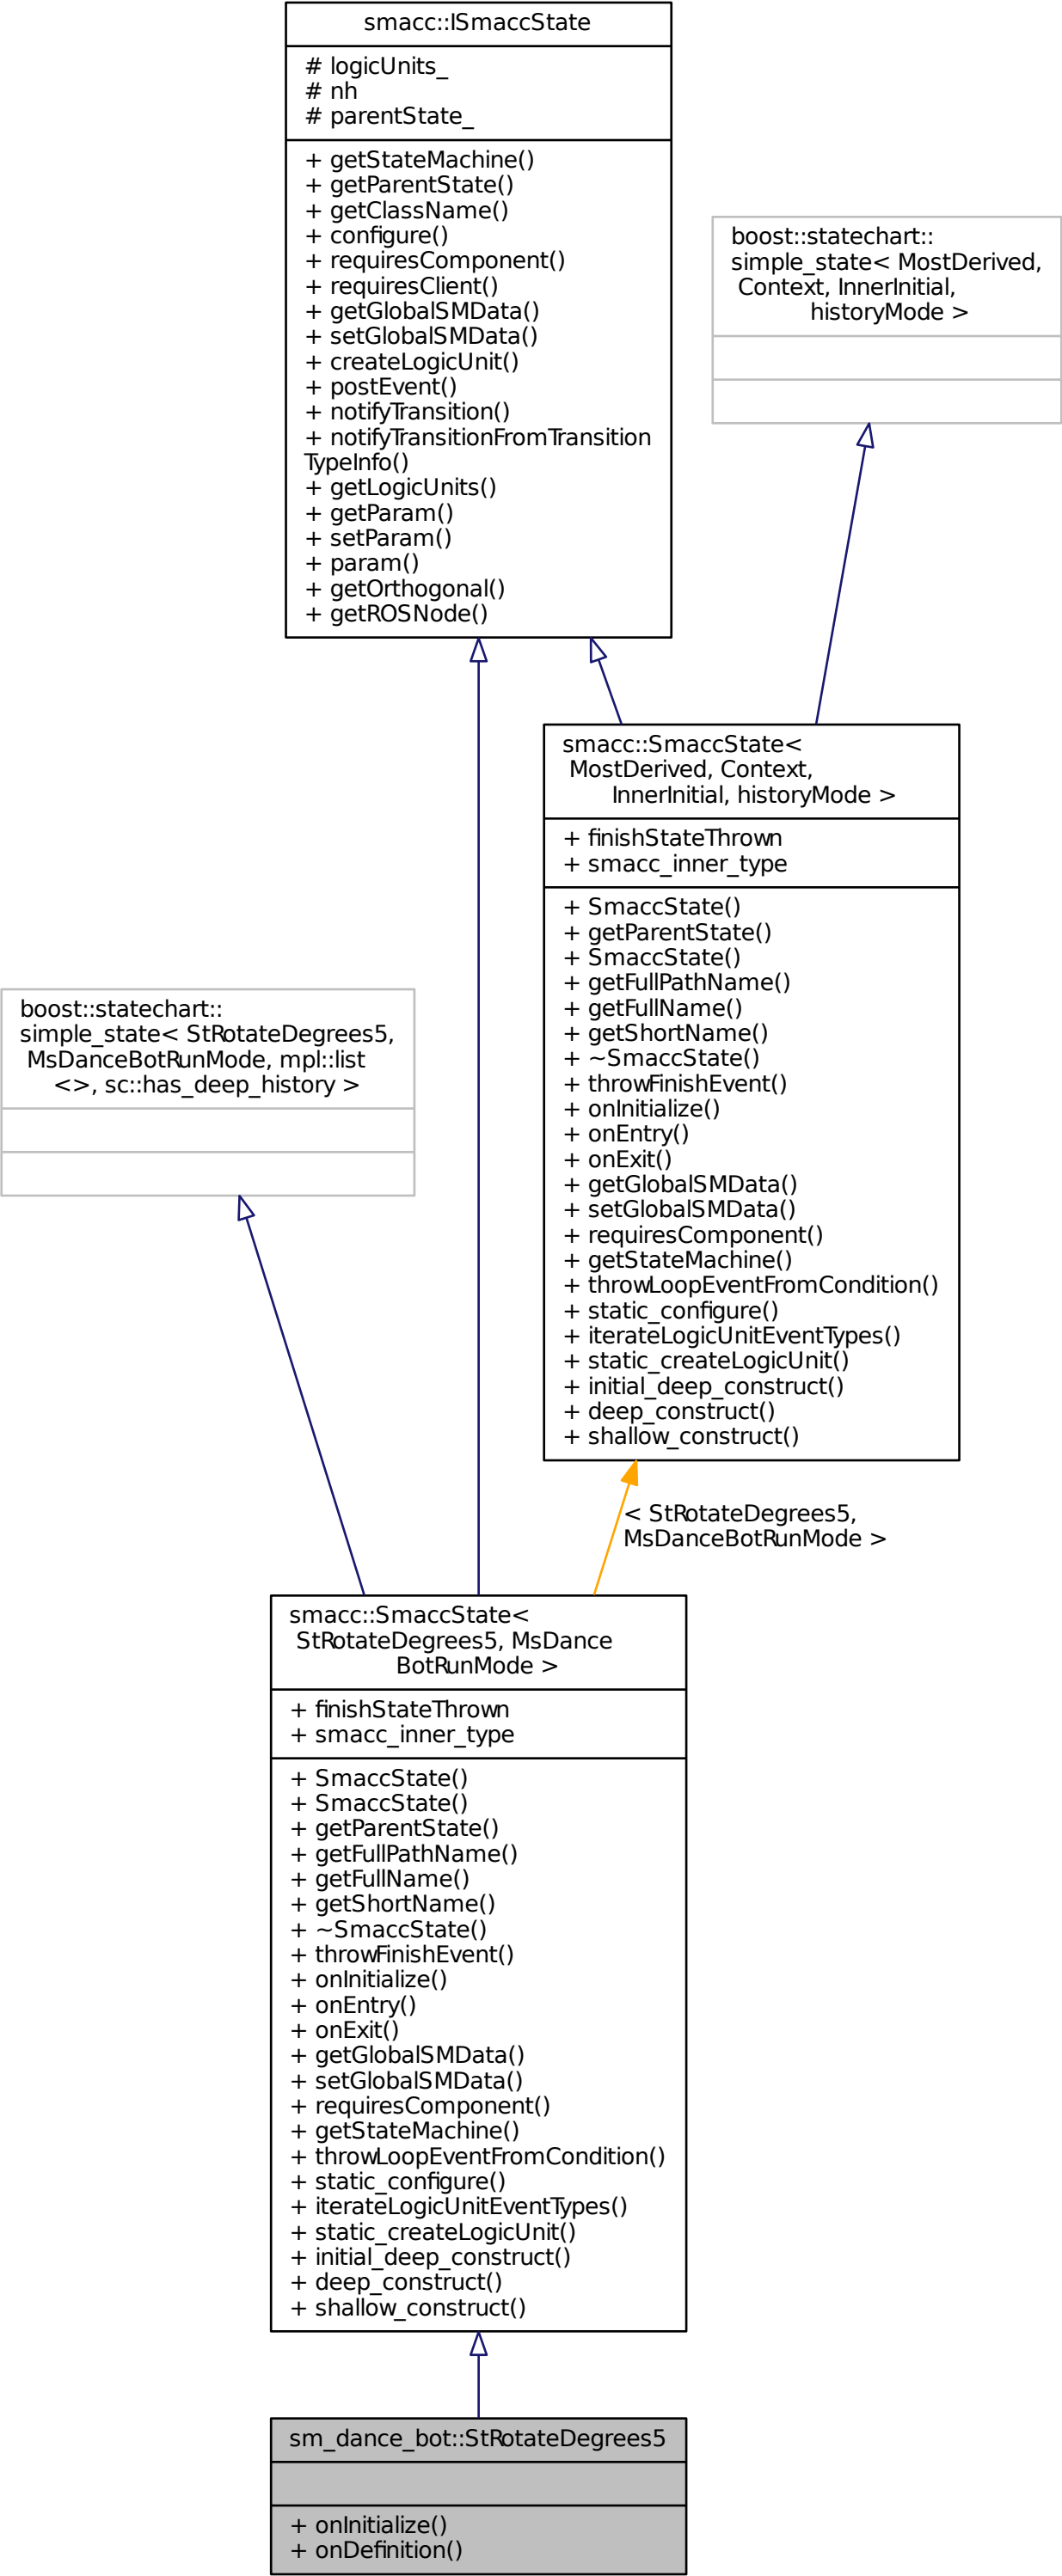 smacc::ISmaccState
# logicUnits_
# nh
# parentState_
+ getStateMachine()
+ getParentState()
+ getClassName()
+ configure()
+ requiresComponent()
+ requiresClient()
+ getGlobalSMData()
+ setGlobalSMData()
+ createLogicUnit()
+ postEvent()
+ notifyTransition()
+ notifyTransitionFromTransition
TypeInfo()
+ getLogicUnits()
+ getParam()
+ setParam()
+ param()
+ getOrthogonal()
+ getROSNode()
boost::statechart::
simple_state< MostDerived,
Context, InnerInitial,
historyMode >
smacc::SmaccState<
MostDerived, Context,
InnerInitial, historyMode >
+ finishStateThrown
+ smacc_inner_type
+ SmaccState()
+ getParentState()
+ SmaccState()
+ getFullPathName()
+ getFullName()
+ getShortName()
+ ~SmaccState()
+ throwFinishEvent()
+ onInitialize()
+ onEntry()
+ onExit()
+ getGlobalSMData()
+ setGlobalSMData()
+ requiresComponent()
+ getStateMachine()
+ throwLoopEventFromCondition()
+ static_configure()
+ iterateLogicUnitEventTypes()
+ static_createLogicUnit()
+ initial_deep_construct()
+ deep_construct()
+ shallow_construct()
boost::statechart::
simple_state< StRotateDegrees5,
MsDanceBotRunMode, mpl::list
<>, sc::has_deep_history >
< StRotateDegrees5,
MsDanceBotRunMode >
smacc::SmaccState<
StRotateDegrees5, MsDance
BotRunMode >
+ finishStateThrown
+ smacc_inner_type
+ SmaccState()
+ SmaccState()
+ getParentState()
+ getFullPathName()
+ getFullName()
+ getShortName()
+ ~SmaccState()
+ throwFinishEvent()
+ onInitialize()
+ onEntry()
+ onExit()
+ getGlobalSMData()
+ setGlobalSMData()
+ requiresComponent()
+ getStateMachine()
+ throwLoopEventFromCondition()
+ static_configure()
+ iterateLogicUnitEventTypes()
+ static_createLogicUnit()
+ initial_deep_construct()
+ deep_construct()
+ shallow_construct()
sm_dance_bot::StRotateDegrees5
+ onInitialize()
+ onDefinition()